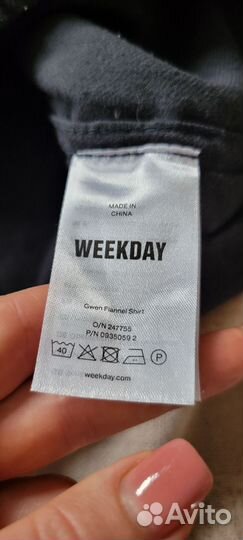 MADE IN
CHINA
WEEKDAY
Gwen Flannel Shirt
O/N 247755
P/N 0935059 2
40
P
weekday.com
Avito